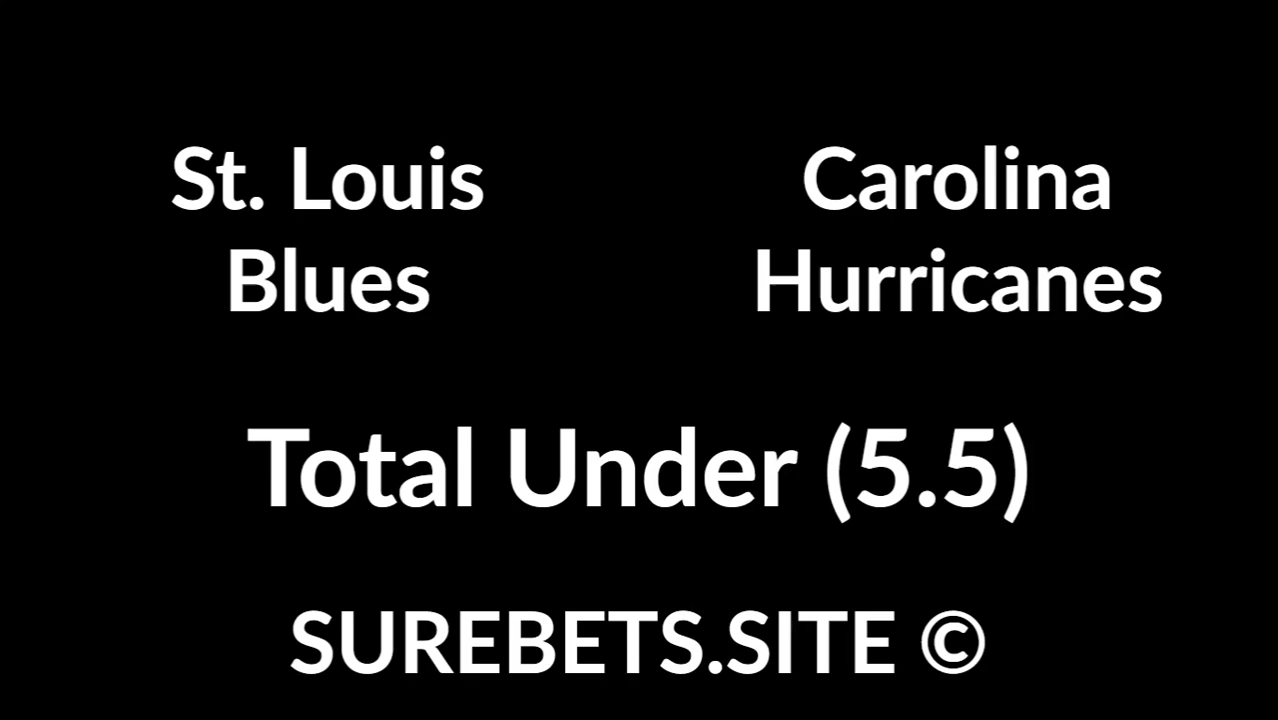 St. Louis
Blues
Carolina
Hurricanes
Total Under (5.5)
SUREBETS.SITE ©